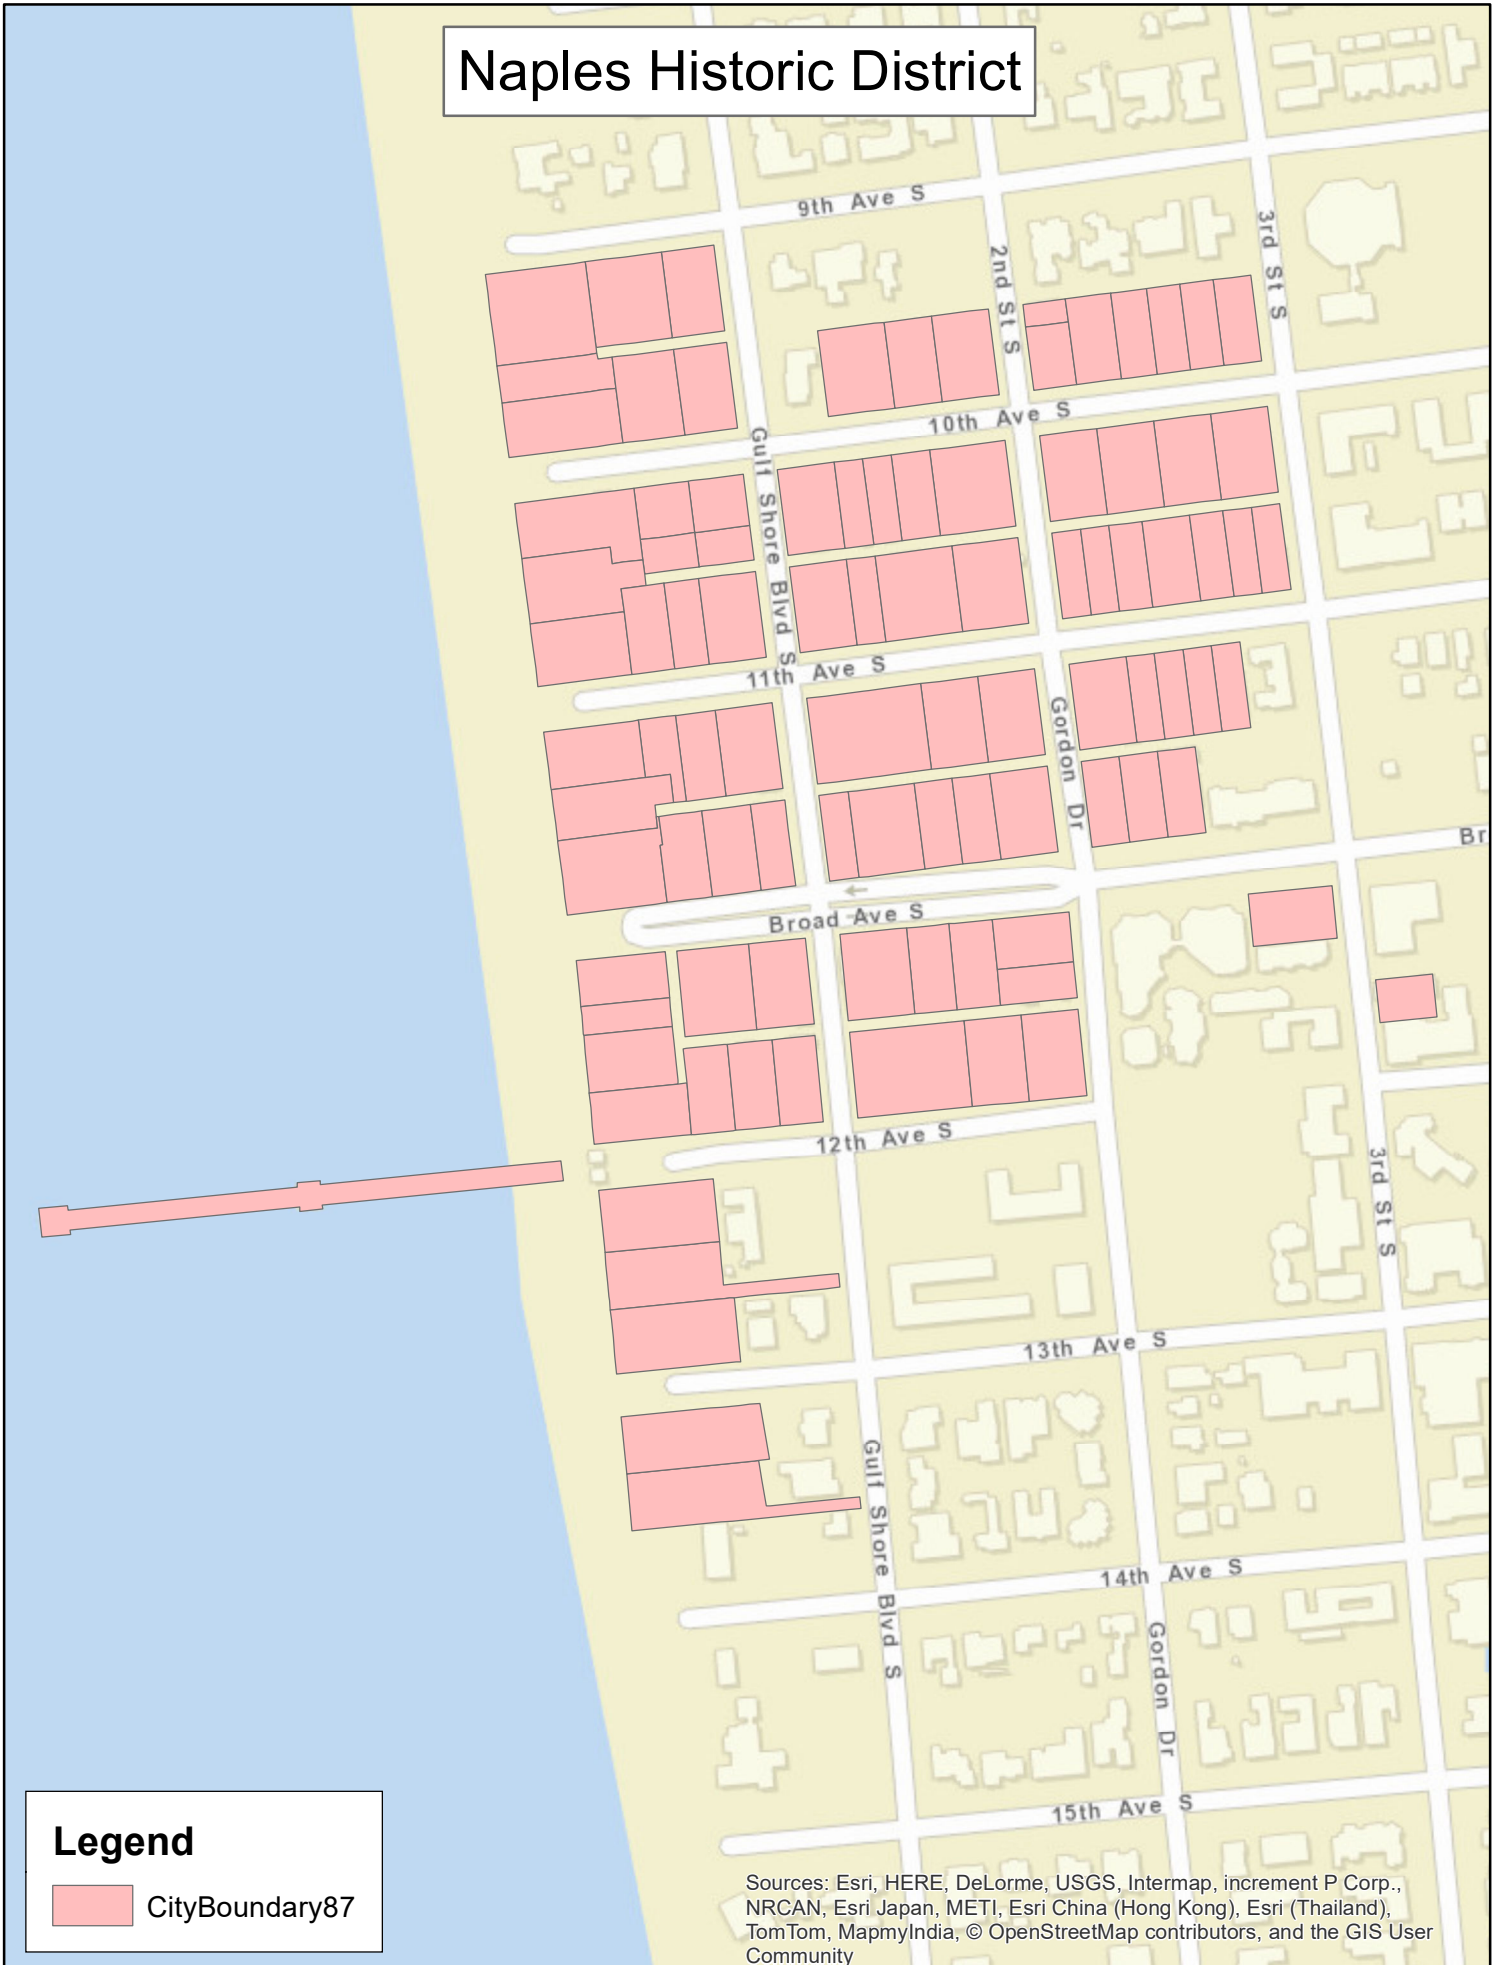 Naples Historic District
9th Ave S
3rd St S
2nd St S
10th Ave S
Gulf Shore Blvd S
11th Ave S
Gordon Dr
Br
Broad Ave S
12th Ave S
3rd St S
13th Ave S
Gulf Shore Blvd S
14th Ave S
Gordon Dr
15th Ave S
Legend
CityBoundary87
Sources: Esri, HERE, DeLorme, USGS, Intermap, increment P Corp.,
NRCAN, Esri Japan, METI, Esri China (Hong Kong), Esri (Thailand),
TomTom, MapmyIndia, © OpenStreetMap contributors, and the GIS User
Community